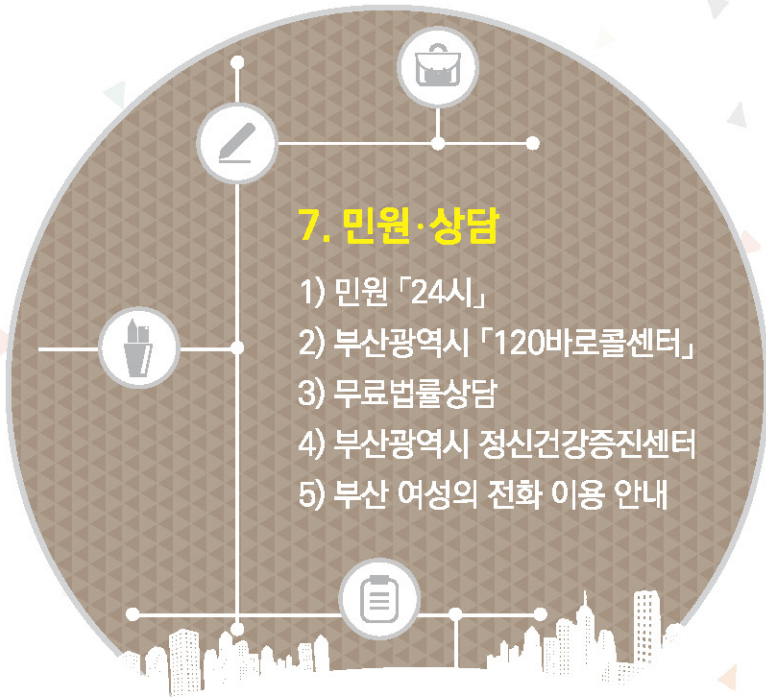 7. 민원·상담
1) 민원 「24시」
2) 부산광역시 「120바로콜센터」
3) 무료법률상담
4) 부산광역시 정신건강증진센터
5) 부산 여성의 전화 이용 안내